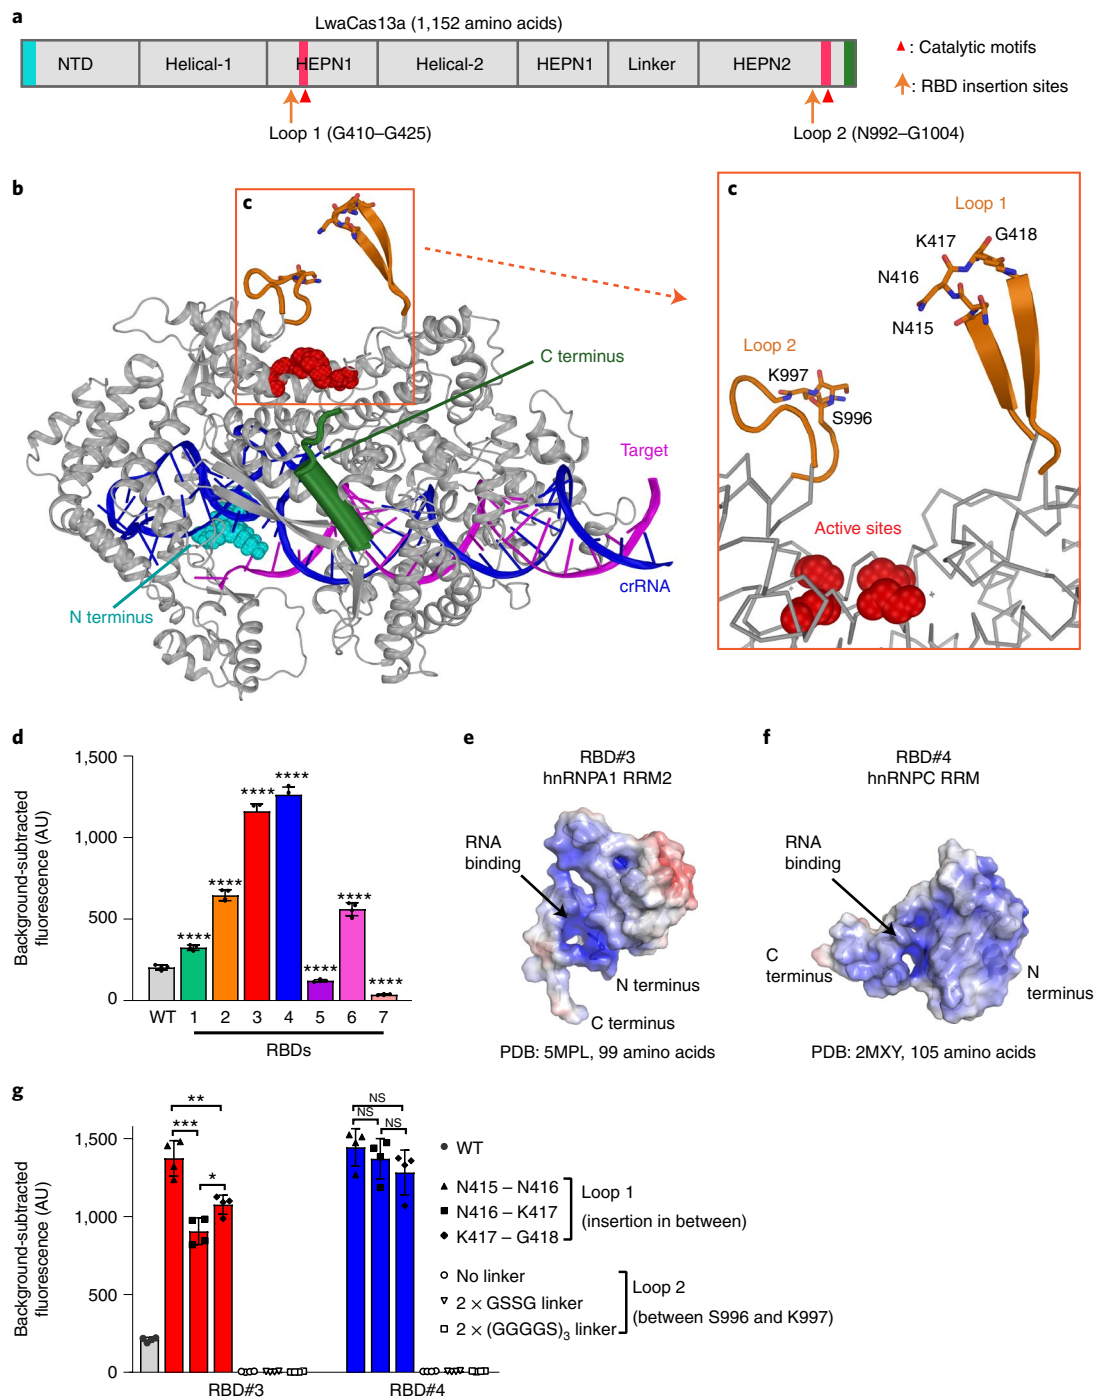 a
LwaCas13a (1,152 amino acids)
NTD
Helical-1
HEPN1
Helical-2
HEPN1
Linker
HEPN2
: Catalytic motifs
: RBD insertion sites
Loop 1 (G410–G425)
Loop 2 (N992–G1004)
b
c
C terminus
Target
crRNA
N terminus
c
Loop 1
K417
G418
N416
N415
Loop 2
K997
S996
Active sites
d
Background-subtracted
fluorescence (AU)
1,500
1,000
500
0
****
****
****
****
****
****
****
WT
1
2
3
4
5
6
7
RBDs
e
RBD#3
hnRNPA1 RRM2
RNA
binding
N terminus
C terminus
PDB: 5MPL, 99 amino acids
f
RBD#4
hnRNPC RRM
RNA
binding
C
terminus
N
terminus
PDB: 2MXY, 105 amino acids
g
Background-subtracted
fluorescence (AU)
1,500
1,000
500
0
**
***
*
NS
NS
NS
RBD#3
RBD#4
WT
N415 – N416
N416 – K417
K417 – G418
Loop 1
(insertion in between)
No linker
2 × GSSG linker
2 × (GGGGS)3 linker
Loop 2
(between S996 and K997)